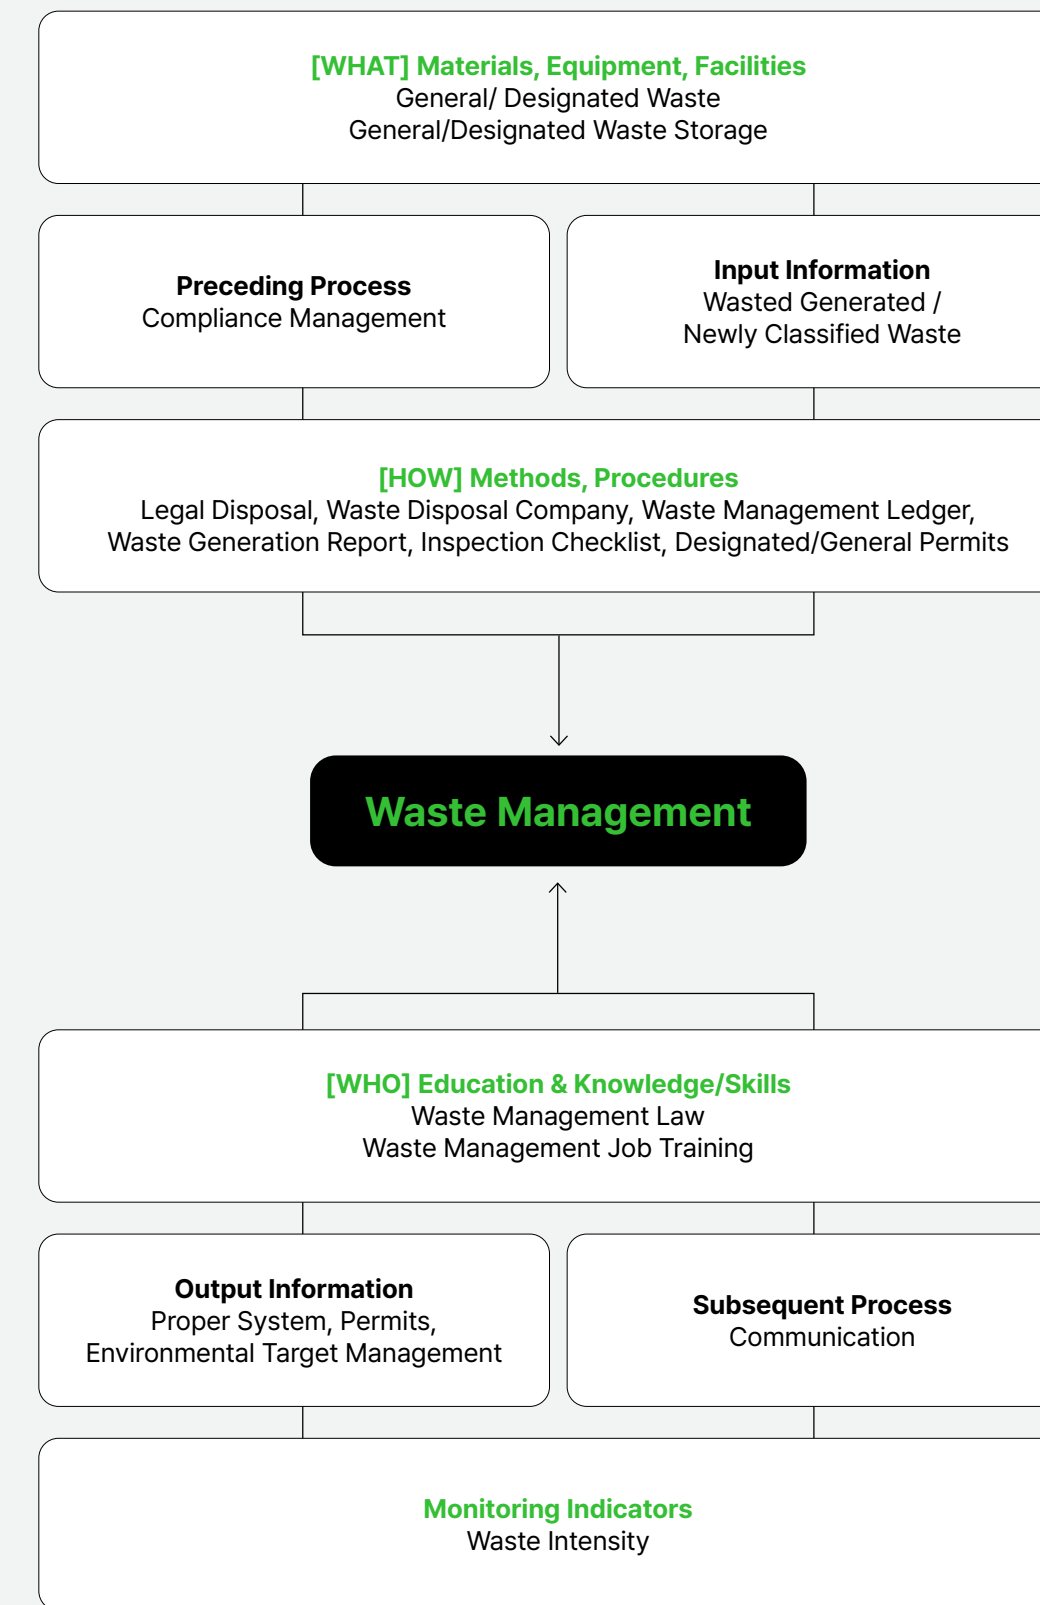 [WHAT] Materials, Equipment, Facilities
General/ Designated Waste
General/Designated Waste Storage
Preceding Process
Compliance Management
Input Information
Wasted Generated /
Newly Classified Waste
[HOW] Methods, Procedures
Legal Disposal, Waste Disposal Company, Waste Management Ledger,
Waste Generation Report, Inspection Checklist, Designated/General Permits
Waste Management
[WHO] Education & Knowledge/Skills
Waste Management Law
Waste Management Job Training
Output Information
Proper System, Permits,
Environmental Target Management
Subsequent Process
Communication
Monitoring Indicators
Waste Intensity